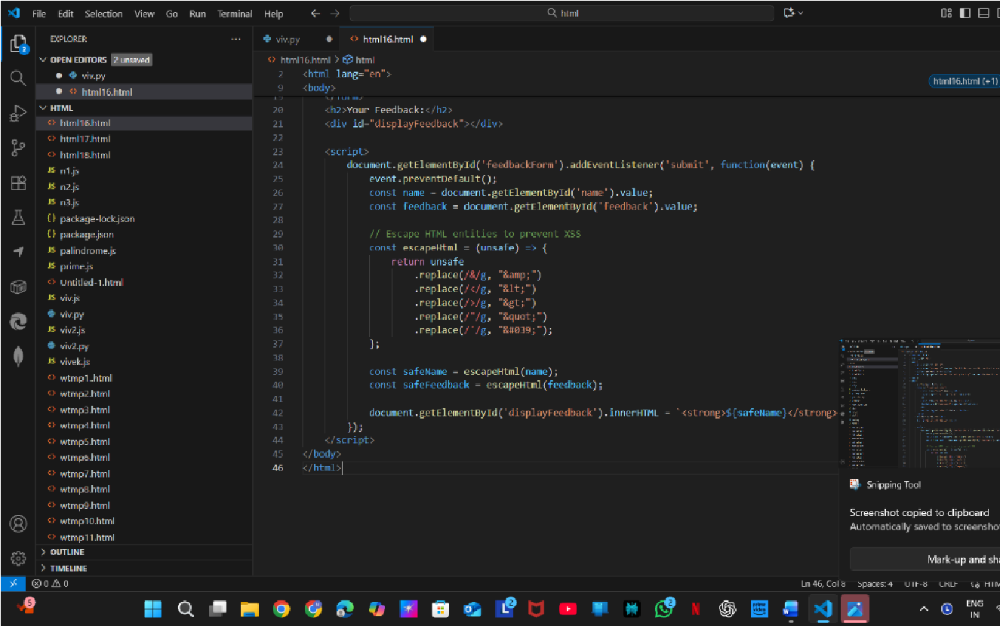 File Edit Selection View Go Run Terminal Help
html
EXPLORER
OPEN EDITORS 2 unsaved
viv.py
html16.html
HTML
html16.html
html17.html
html18.html
n1.js
n2.js
n3.js
package-lock.json
package.json
palindrome.js
prime.js
Untitled-1.html
viv.js
viv.py
viv2.js
viv2.py
vivek.js
wtmp1..html
wtmp2.html
wtmp3.html
wtmp4.html
wtmp5.html
wtmp6.html
wtmp7.html
wtmp8.html
wtmp9.html
wtmp10.html
wtmp11.html
OUTLINE
TIMELINE
viv.py
html16.html
html16.html > html
html16.html (+1)
2 <html lang="en">
9 <body>
19 </form>
20 <h2>Your Feedback:</h2>
21 <div id="displayFeedback"></div>
22
23 <script>
24 document.getElementById('feedbackForm').addEventListener('submit', function(event) {
25 event.preventDefault();
26 const name = document.getElementById('name').value;
27 const feedback = document.getElementById('feedback').value;
28
29 // Escape HTML entities to prevent XSS
30 const escapeHtml = (unsafe) => {
31 return unsafe
32 .replace(/&/g, "&amp;")
33 .replace(/</g, "&lt;")
34 .replace(/>/g, "&gt;")
35 .replace(/"/g, "&quot;")
36 .replace(/'/g, "&#039;");
37 };
38
39 const safeName = escapeHtml(name);
40 const safeFeedback = escapeHtml(feedback);
41
42 document.getElementById('displayFeedback').innerHTML = `<strong>${safeName}</strong>
43 });
44 </script>
45 </body>
46 </html>
Snipping Tool
Screenshot copied to clipboard
Automatically saved to
Mark-up and
0 0
Ln 46, Col 8 Spaces: 4 UTF-8 CRLF
5
2
2
2
ENG
IN